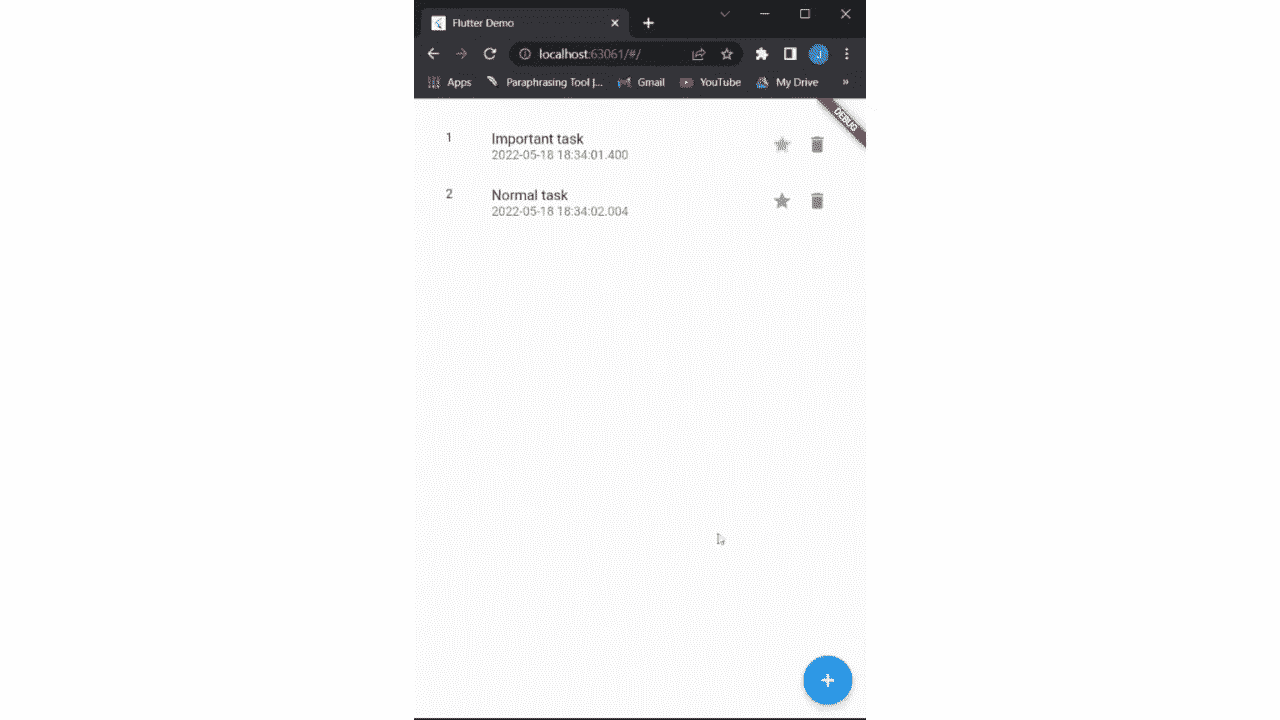 Flutter Demo
localhost:63061/#/
J
Apps
Paraphrasing Tool |...
Gmail
YouTube
My Drive
»
DEBUG
1
Important task
2022-05-18 18:34:01.400
2
Normal task
2022-05-18 18:34:02.004